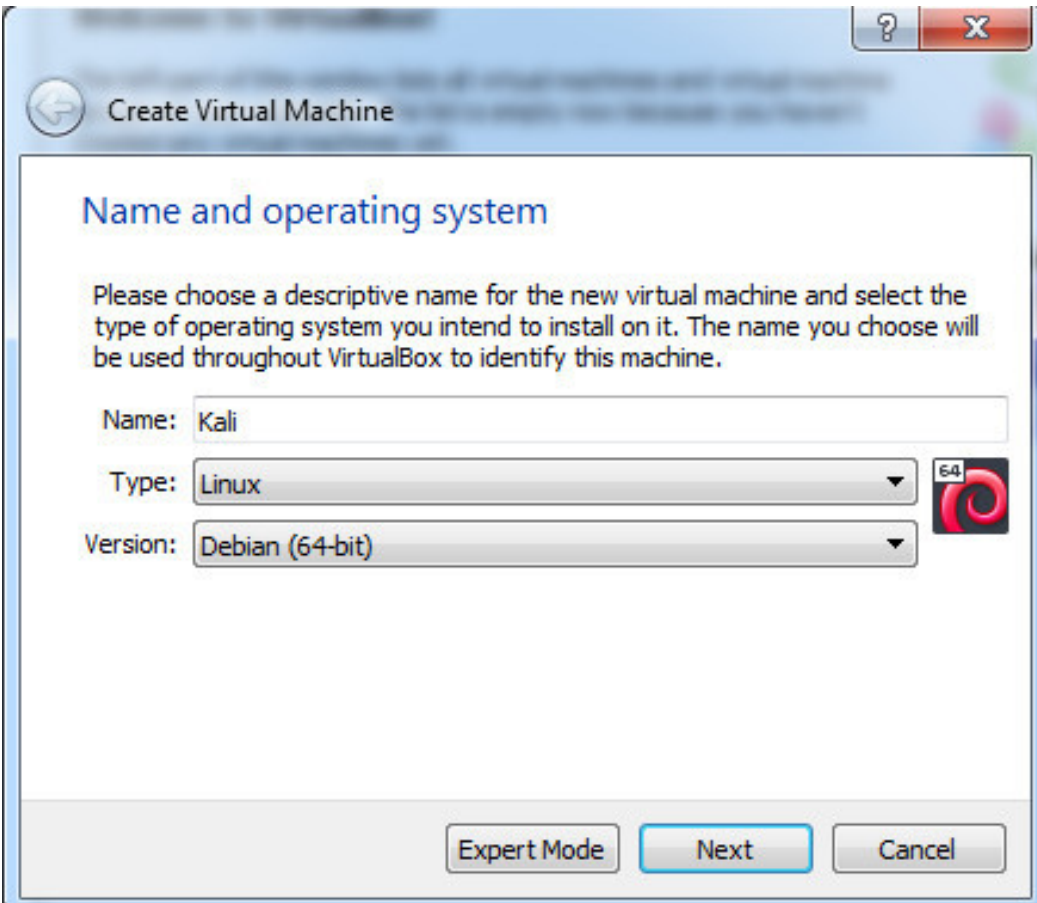 Create Virtual Machine
Name and operating system
Please choose a descriptive name for the new virtual machine and select the
type of operating system you intend to install on it. The name you choose will
be used throughout VirtualBox to identify this machine.
Name: Kali
Type: Linux
64
Version: Debian (64-bit)
Expert Mode Next Cancel